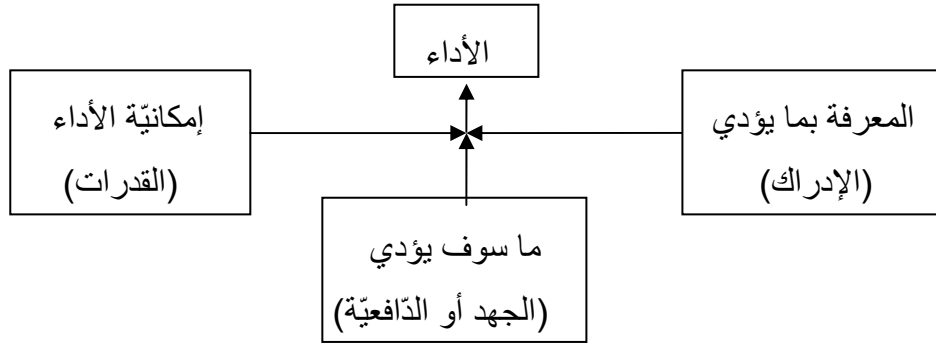 الأداء
المعرفة بما يؤدي
(الإدراك)
إمكانيّة الأداء
(القدرات)
ما سوف يؤدي
(الجهد أو الدّافعيّة)